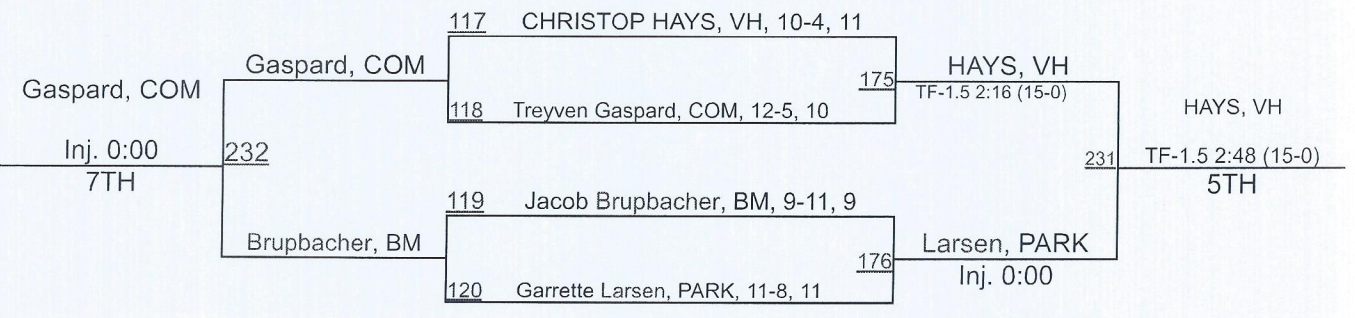 117 CHRISTOP HAYS, VH, 10-4, 11
Gaspard, COM
HAYS, VH
175
Gaspard, COM
TF-1.5 2:16 (15-0)
118 Treyven Gaspard, COM, 12-5, 10
HAYS, VH
Inj. 0:00
232
231
TF-1.5 2:48 (15-0)
7TH
5TH
119 Jacob Brupbacher, BM, 9-11, 9
Brupbacher, BM
Larsen, PARK
176
Inj. 0:00
120 Garrette Larsen, PARK, 11-8, 11